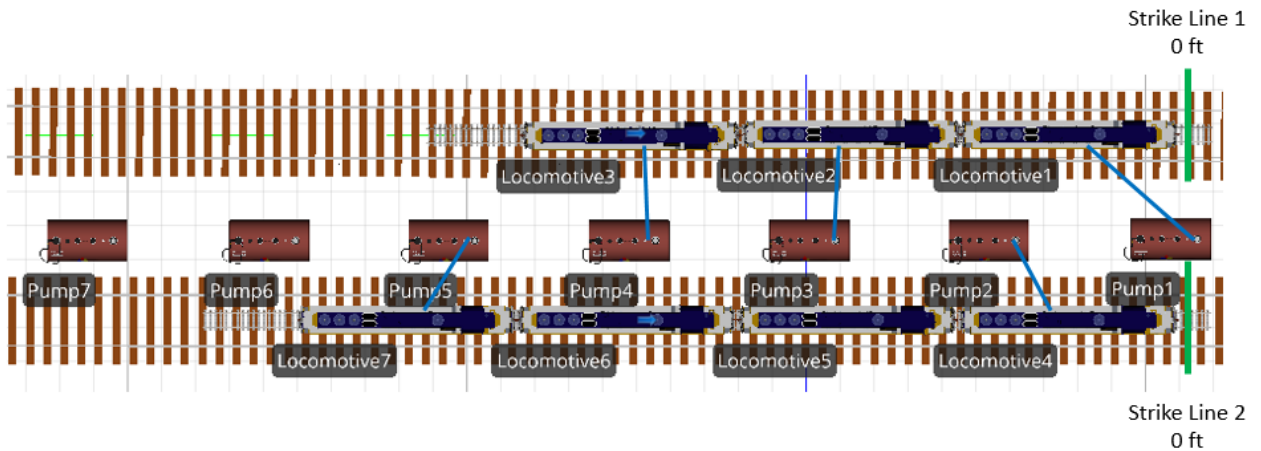 Strike Line 1
0 ft
Locomotive3
Locomotive2
Locomotive1
Pump7
Pump6
Pump5
Pump4
Pump3
Pump2
Pump1
Locomotive7
Locomotive6
Locomotive5
Locomotive4
Strike Line 2
0 ft